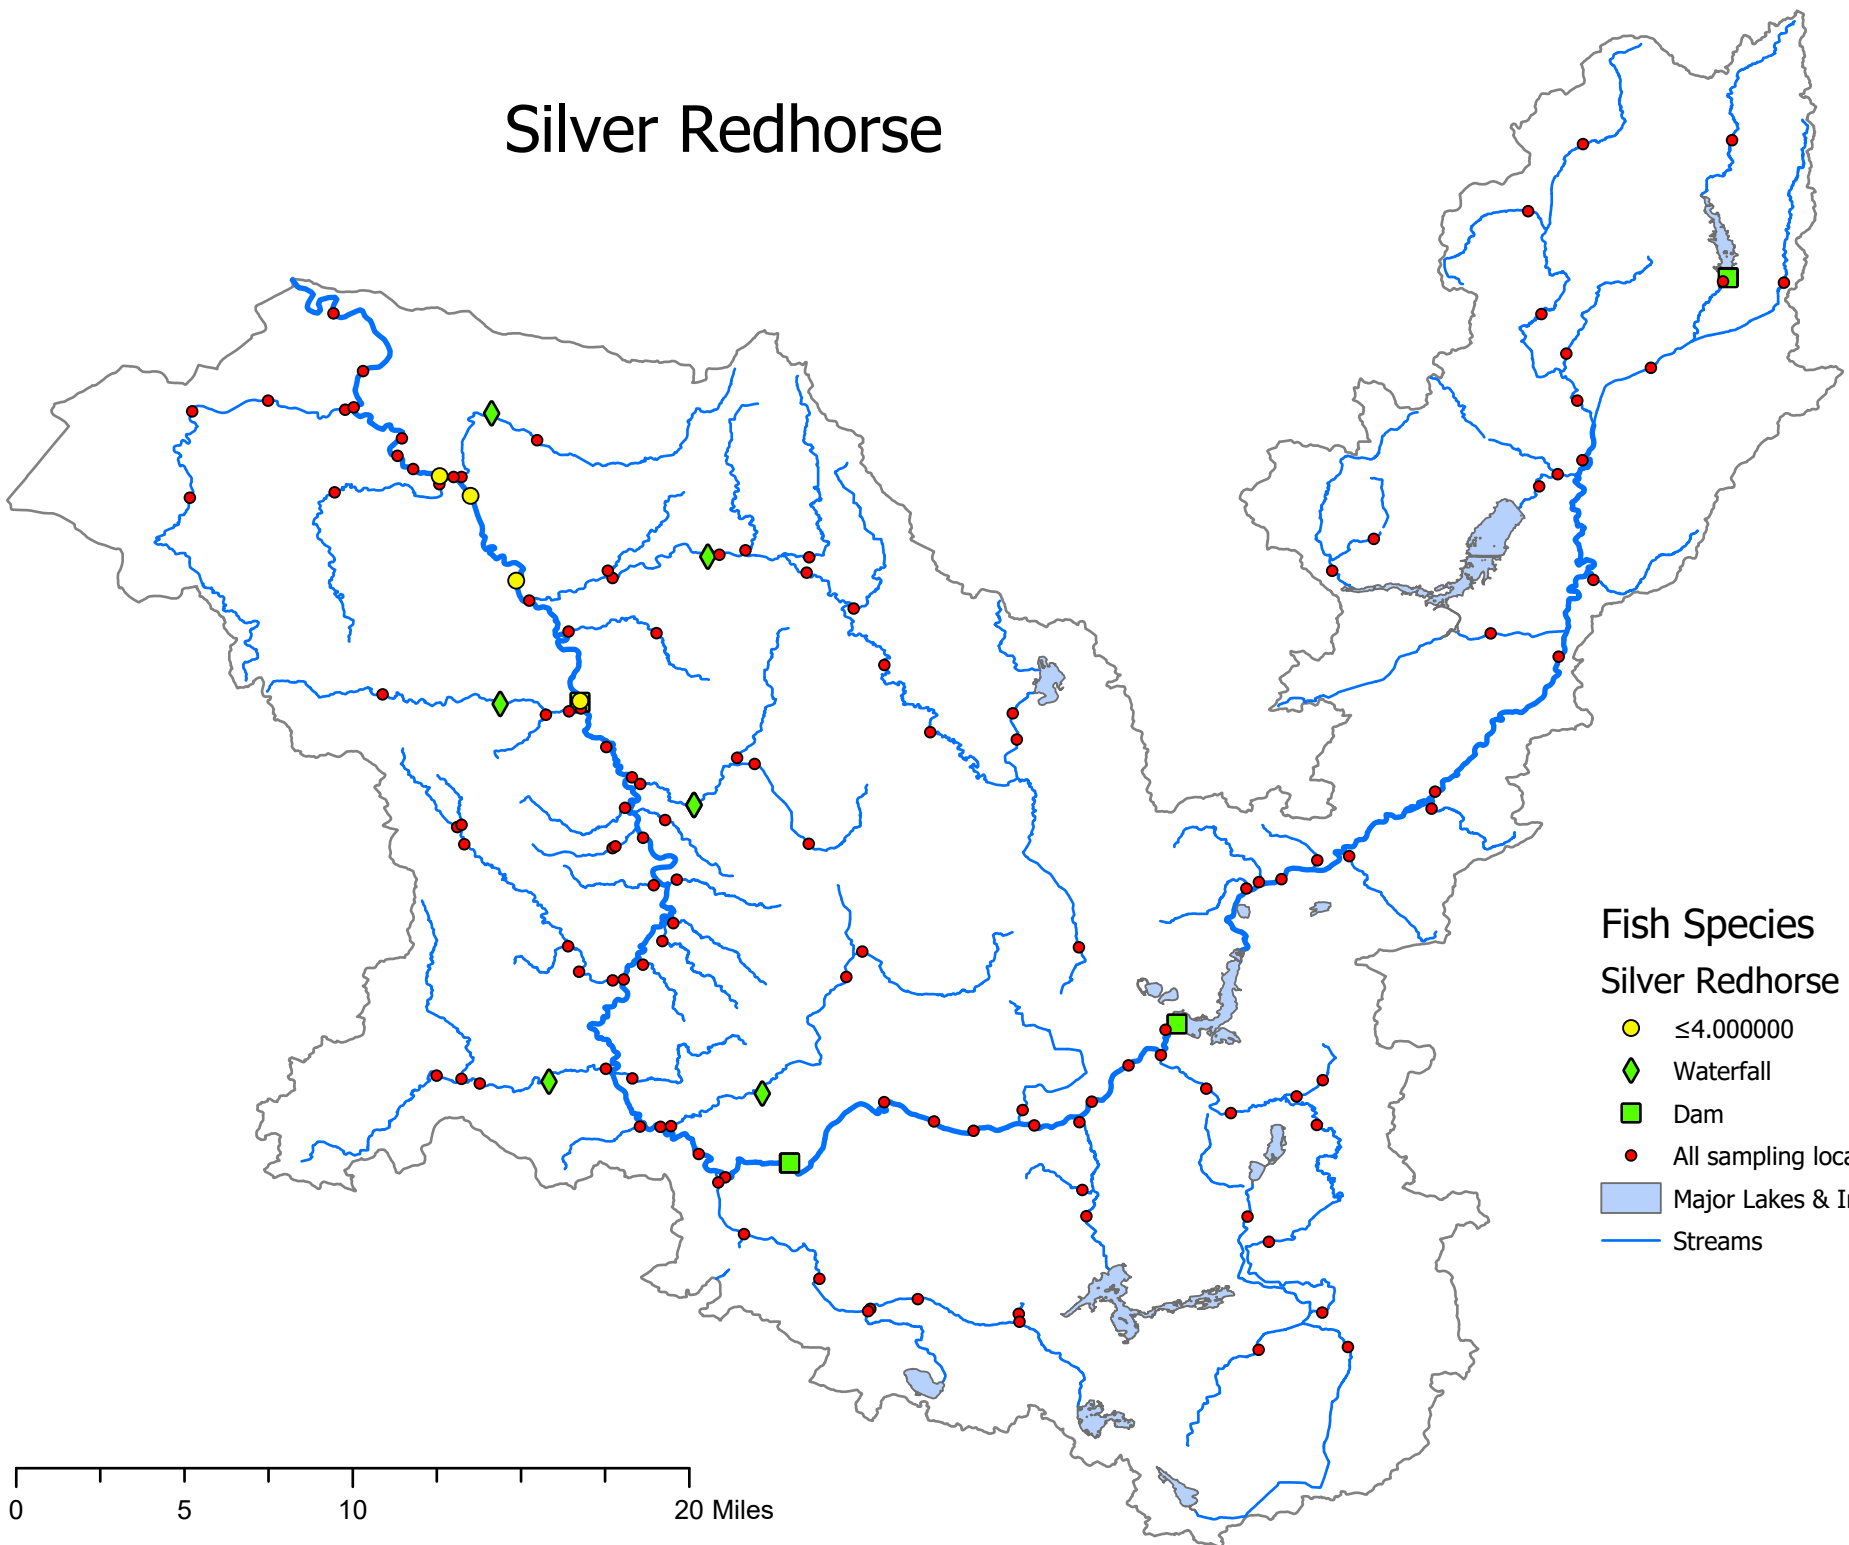 Silver Redhorse
Fish Species
Silver Redhorse
≤4.000000
Waterfall
Dam
All sampling loca
Major Lakes & I
Streams
0 5 10 20 Miles